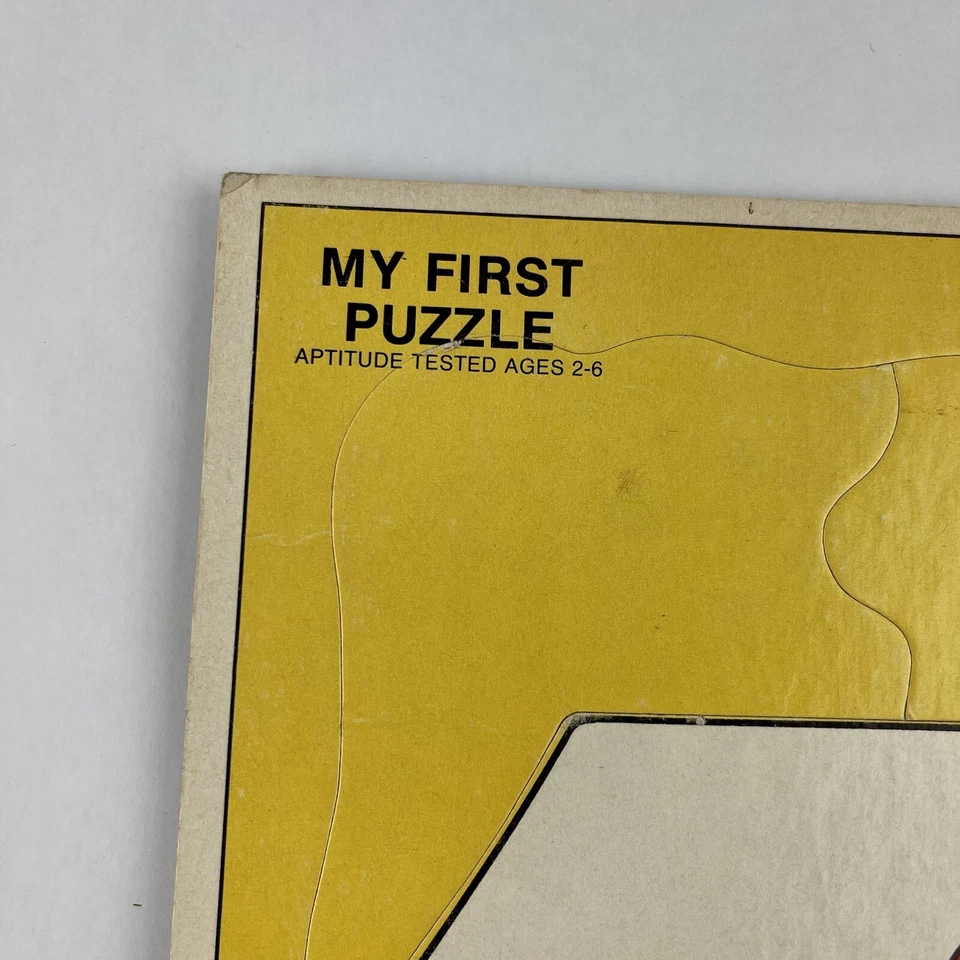 MY FIRST
PUZZLE
APTITUDE TESTED AGES 2-6